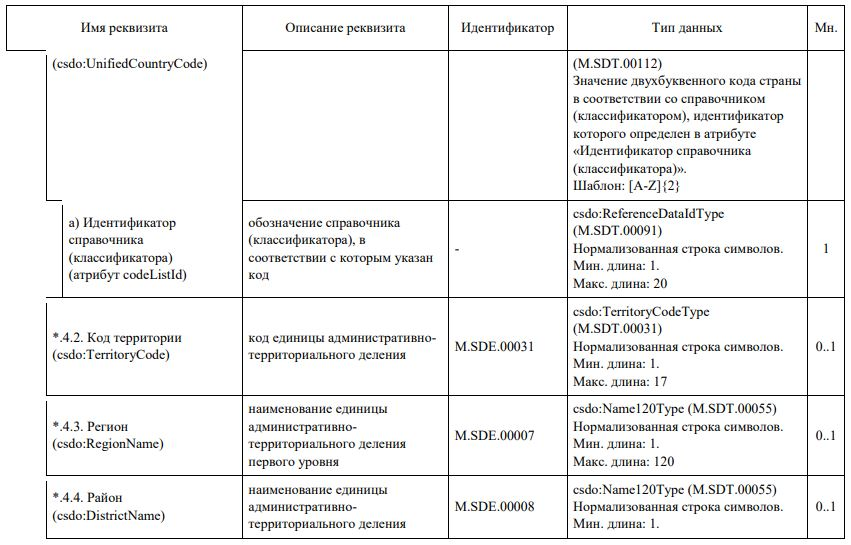 Имя реквизита
Описание реквизита
Идентификатор
Тип данных
Мн.
(csdo:UnifiedCountryCode)
(M.SDT.00112)
Значение двухбуквенного кода страны
в соответствии со справочником
(классификатором), идентификатор
которого определен в атрибуте
«Идентификатор справочника
(классификатора)».
Шаблон: [A-Z]{2}
а) Идентификатор
справочника
(классификатора)
(атрибут codeListId)
обозначение справочника
(классификатора), в
соответствии с которым указан
код
-
csdo:ReferenceDataIdType
(M.SDT.00091)
Нормализованная строка символов.
Мин. длина: 1.
Макс. длина: 20
1
*.4.2. Код территории
(csdo:TerritoryCode)
код единицы административно-
территориального деления
M.SDE.00031
csdo:TerritoryCodeType
(M.SDT.00031)
Нормализованная строка символов.
Мин. длина: 1.
Макс. длина: 17
0..1
*.4.3. Регион
(csdo:RegionName)
наименование единицы
административно-
территориального деления
первого уровня
M.SDE.00007
csdo:Name120Type (M.SDT.00055)
Нормализованная строка символов.
Мин. длина: 1.
Макс. длина: 120
0..1
*.4.4. Район
(csdo:DistrictName)
наименование единицы
административно-
территориального деления
M.SDE.00008
csdo:Name120Type (M.SDT.00055)
Нормализованная строка символов.
Мин. длина: 1.
0..1